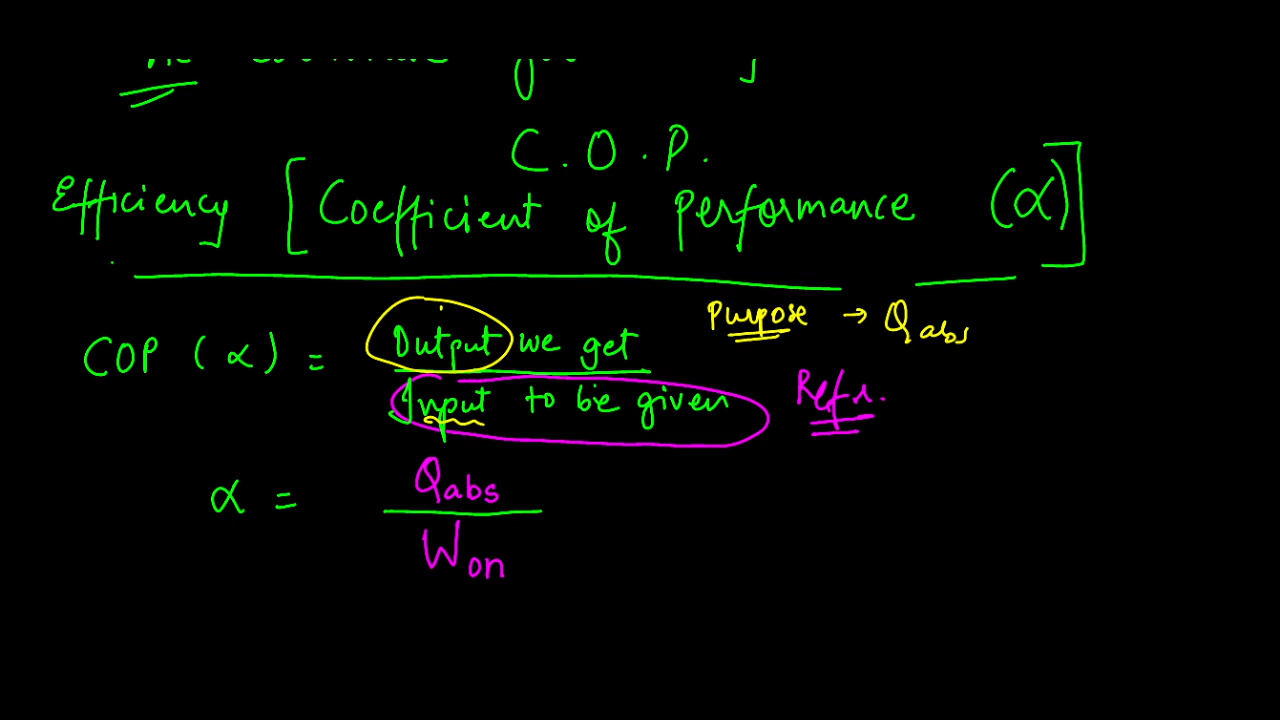 C.O.P.
Efficiency [Coefficient of Performance (α)]
Purpose → Qabs
COP (α) = Output we get
Input to be given
Refr.
α = Qabs
Won